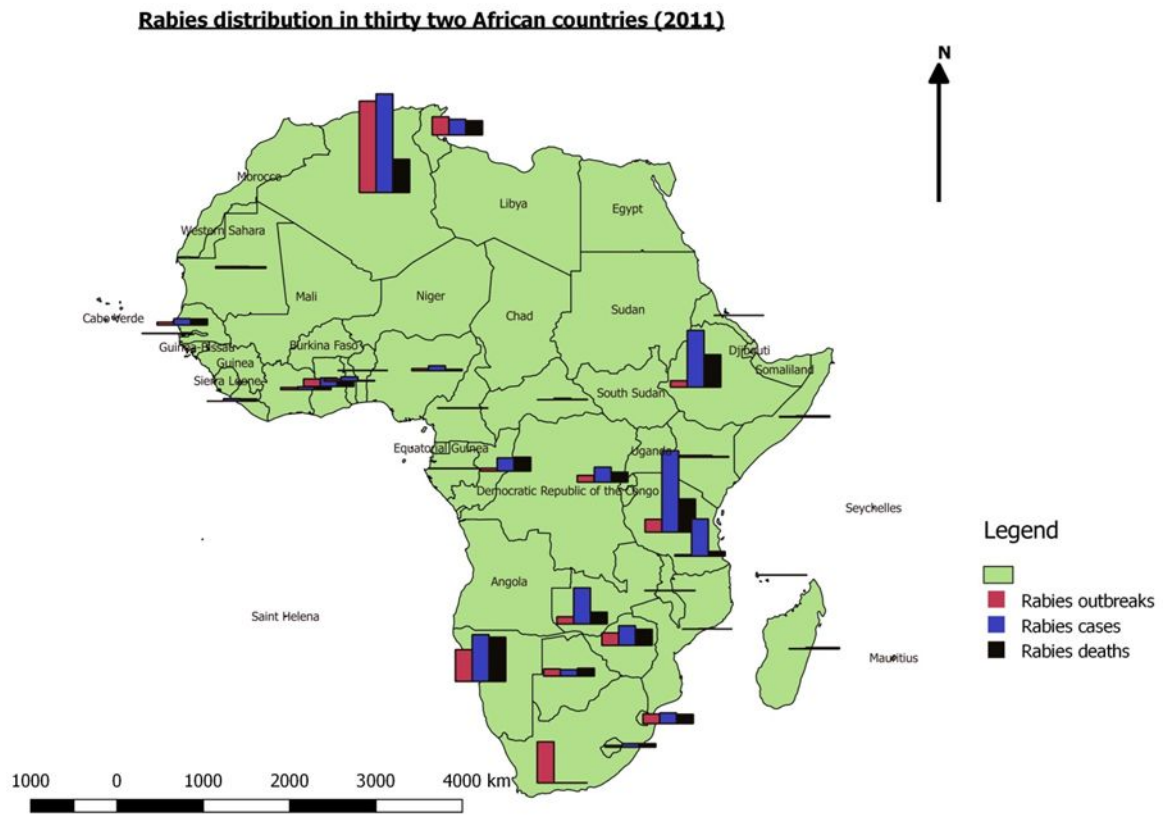 Rabies distribution in thirty two African countries (2011)
N
Morocco
Libya
Egypt
Western Sahara
Mali
Niger
Chad
Sudan
Cabo Verde
Guinea-Bissau
Burkina Faso
Djibouti
Guinea
Somaliland
Sierra Leone
South Sudan
Equatorial Guinea
Uganda
Democratic Republic of the Congo
Seychelles
Angola
Saint Helena
Mauritius
Legend
Rabies outbreaks
Rabies cases
Rabies deaths
1000 0 1000 2000 3000 4000 km